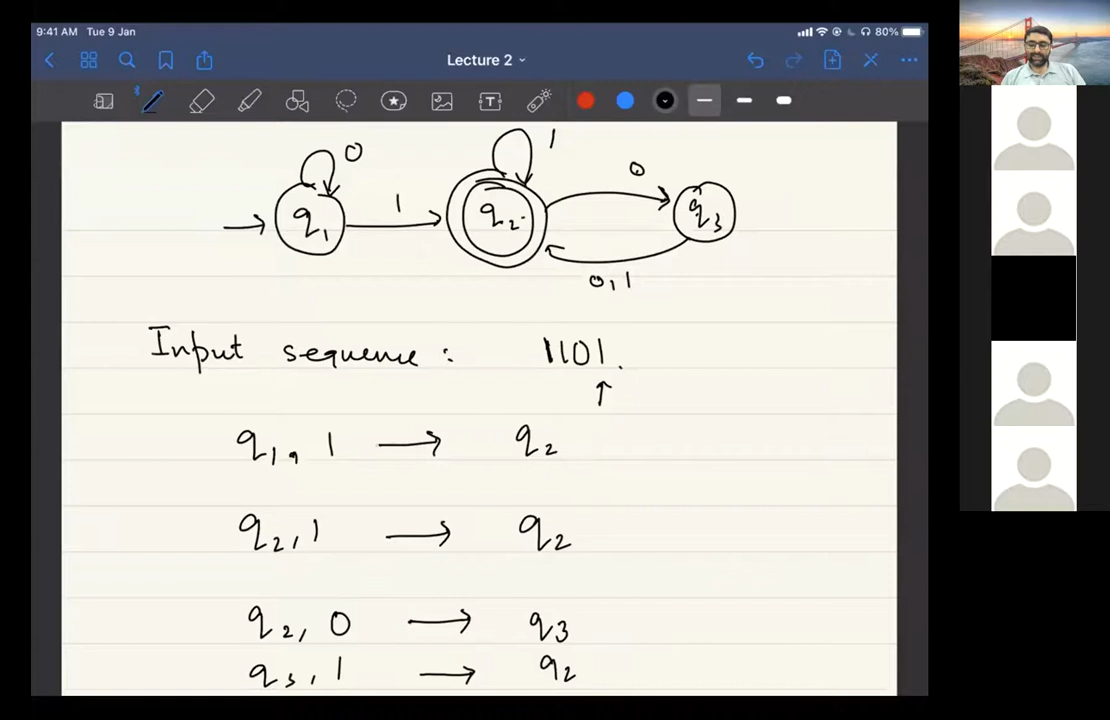 9:41 AM Tue 9 Jan
80%
Lecture 2
T
0
1
0
q1
1
q2
q3
0,1
Input sequence : 1101.
q1, 1 → q2
q2, 1 → q2
q2, 0 → q3
q3, 1 → q2